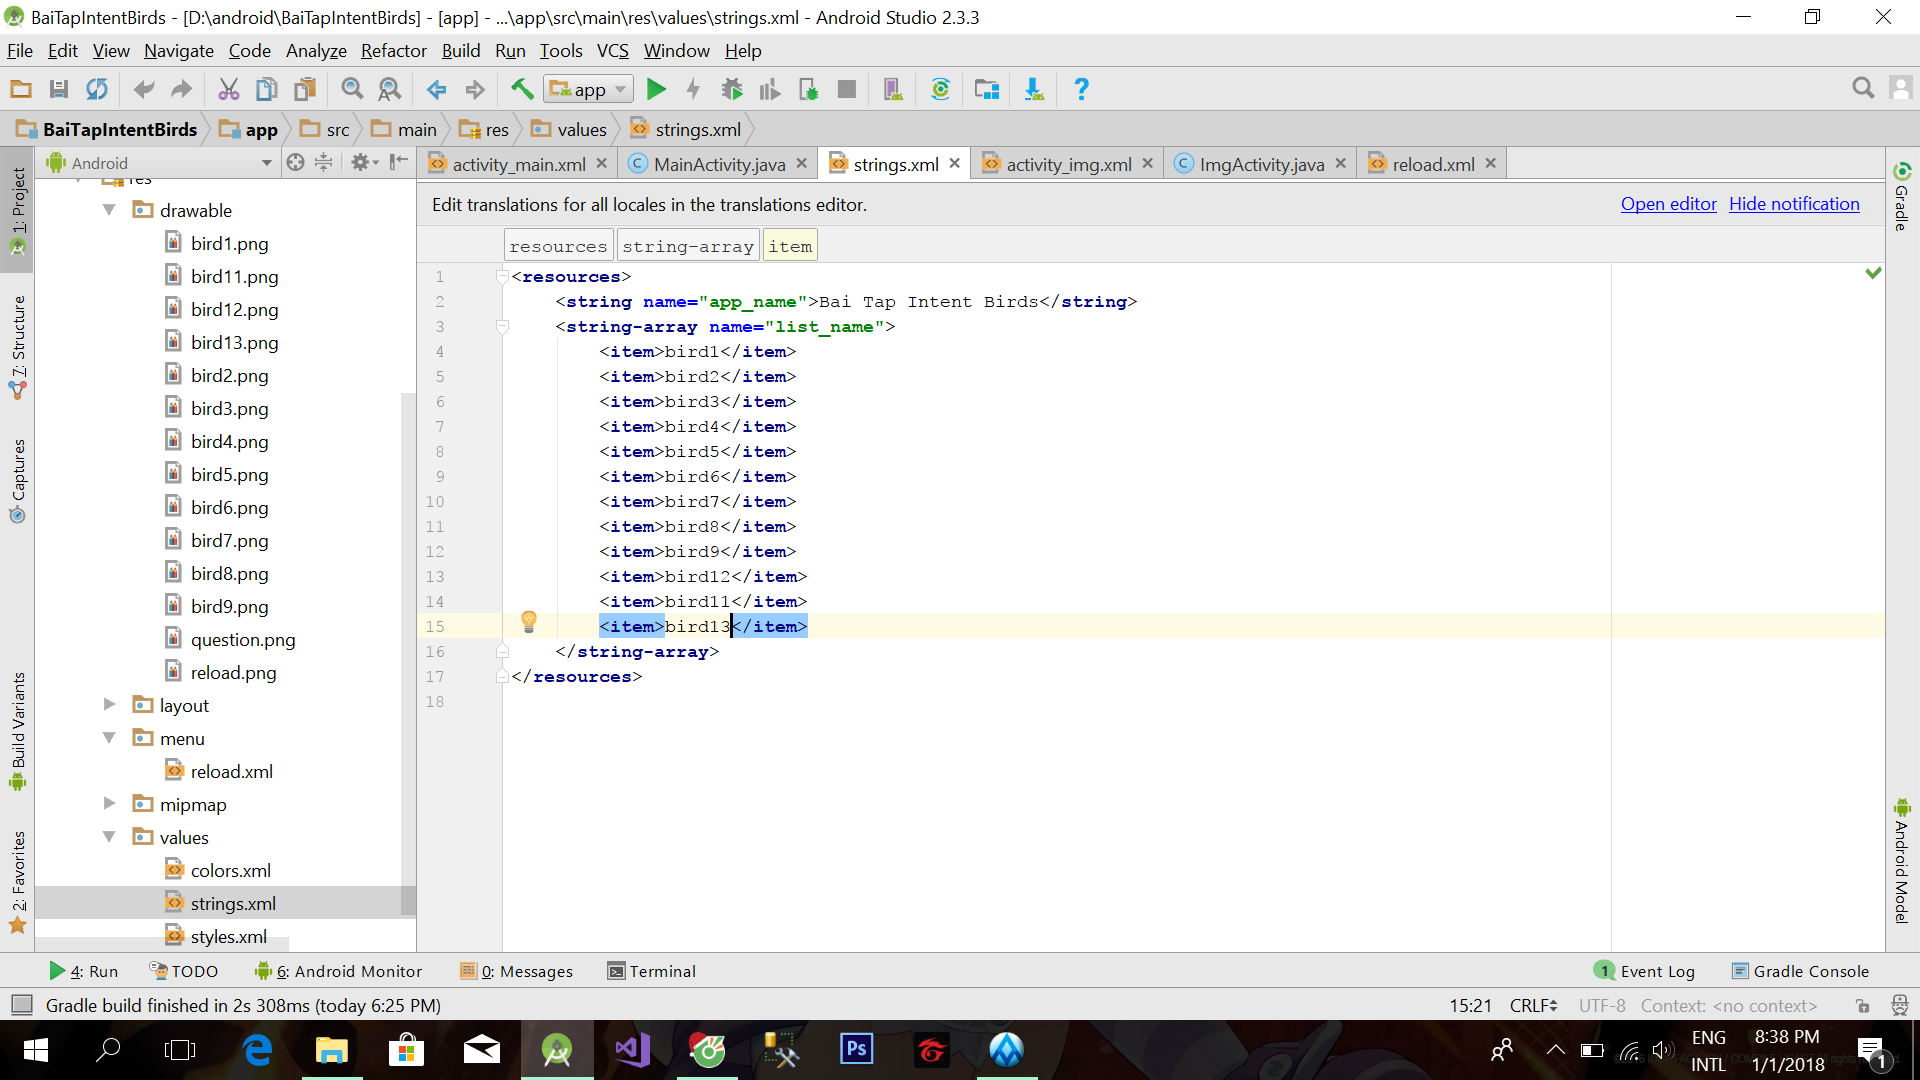 BaiTapIntentBirds - [D:\android\BaiTapIntentBirds] - [app] - ...\app\src\main\res\values\strings.xml - Android Studio 2.3.3
File Edit View Navigate Code Analyze Refactor Build Run Tools VCS Window Help
app
BaiTapIntentBirds app src main res values strings.xml
Android
activity_main.xml MainActivity.java strings.xml activity_img.xml ImgActivity.java reload.xml
Edit translations for all locales in the translations editor. Open editor Hide notification
resources string-array item
1: Project
7: Structure
Captures
Build Variants
2: Favorites
res
drawable
bird1.png
bird11.png
bird12.png
bird13.png
bird2.png
bird3.png
bird4.png
bird5.png
bird6.png
bird7.png
bird8.png
bird9.png
question.png
reload.png
layout
menu
reload.xml
mipmap
values
colors.xml
strings.xml
styles.xml
1 <resources>
2 <string name="app_name">Bai Tap Intent Birds</string>
3 <string-array name="list_name">
4 <item>bird1</item>
5 <item>bird2</item>
6 <item>bird3</item>
7 <item>bird4</item>
8 <item>bird5</item>
9 <item>bird6</item>
10 <item>bird7</item>
11 <item>bird8</item>
12 <item>bird9</item>
13 <item>bird12</item>
14 <item>bird11</item>
15 <item>bird13</item>
16 </string-array>
17 </resources>
18
Gradle
Android Model
4: Run TODO 6: Android Monitor 0: Messages Terminal 1 Event Log Gradle Console
Gradle build finished in 2s 308ms (today 6:25 PM) 15:21 CRLF UTF-8 Context: <no context>
Ps
ENG 8:38 PM
INTL 1/1/2018
1